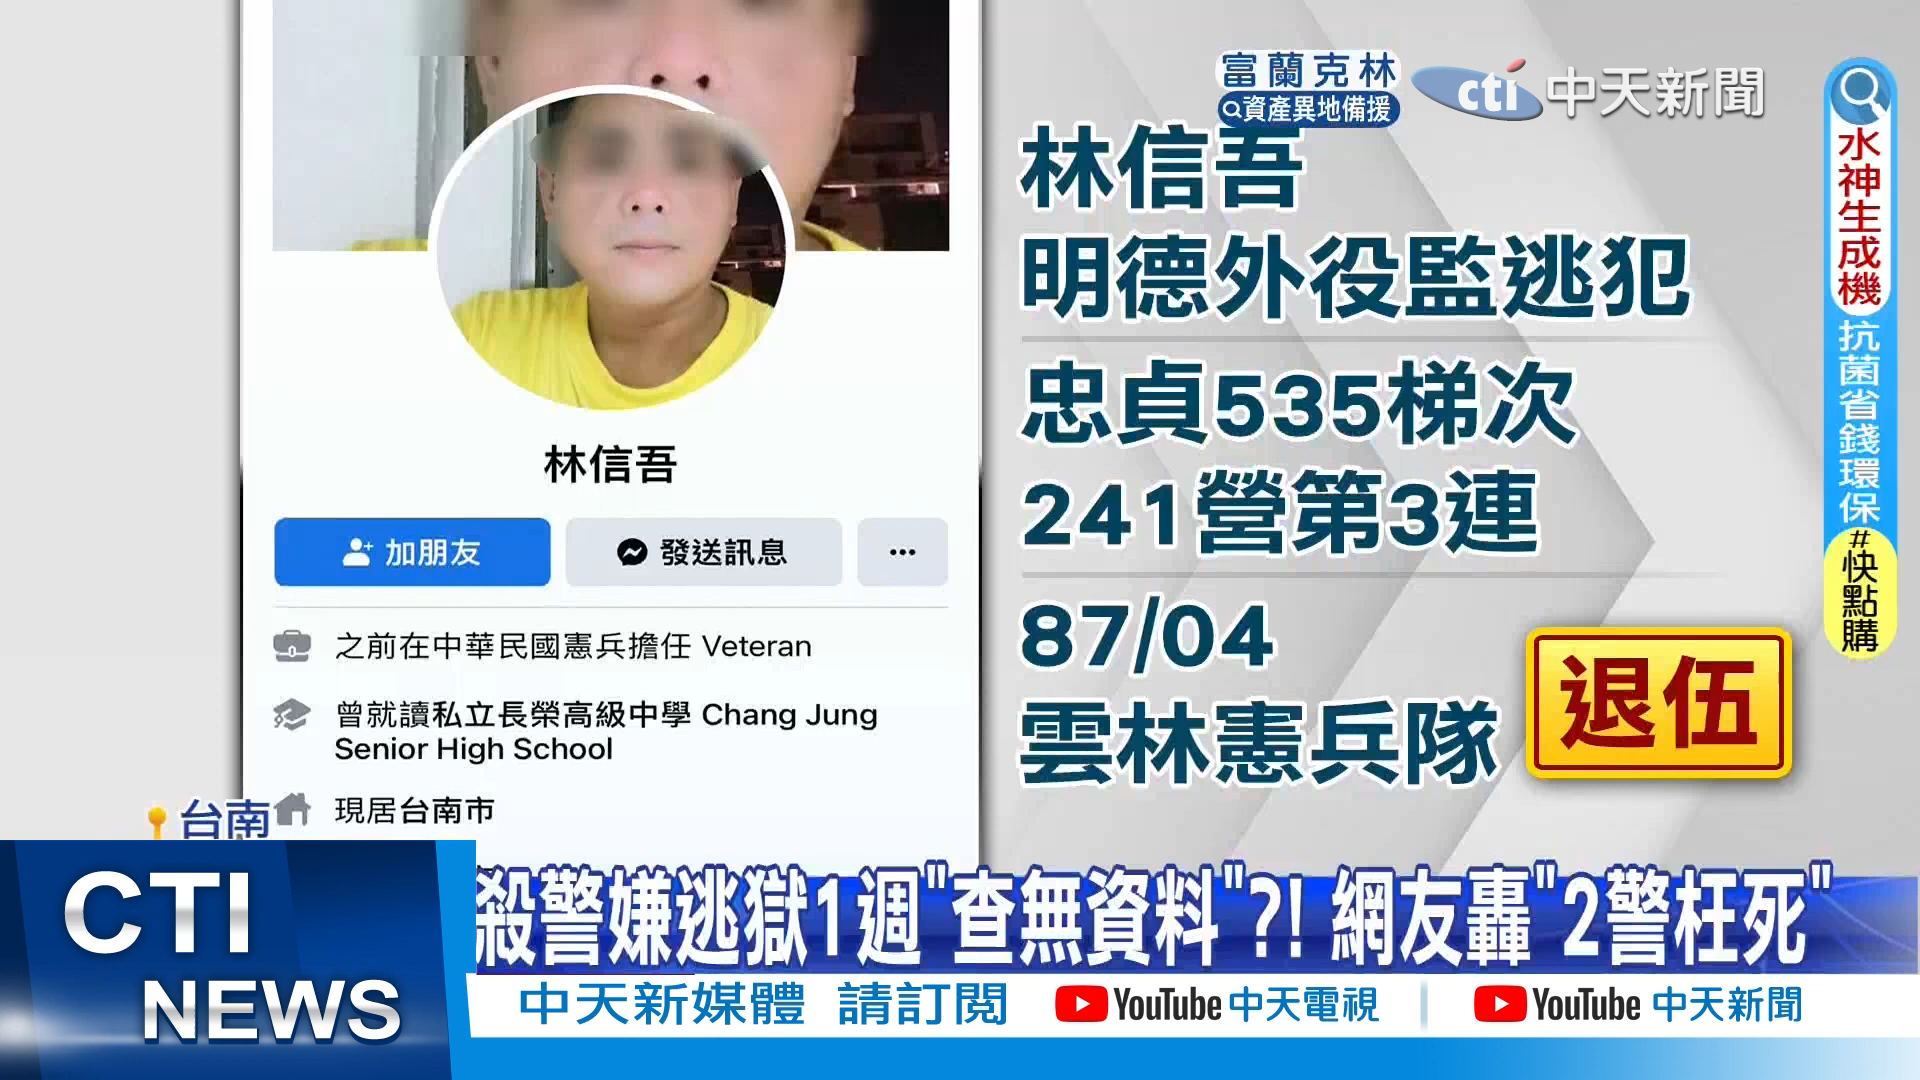 富蘭克林
資產異地備援
cti 中天新聞
水神生成機
抗菌省錢環保
#快點購
林信吾
明德外役監逃犯
忠貞535梯次
241營第3連
87/04
雲林憲兵隊
退伍
林信吾
加朋友
發送訊息
之前在中華民國憲兵擔任 Veteran
曾就讀私立長榮高級中學 Chang Jung
Senior High School
現居台南市
台南
CTI
NEWS
殺警嫌逃獄1週"查無資料"?! 網友轟"2警枉死"
中天新媒體 請訂閱 YouTube 中天電視 YouTube 中天新聞